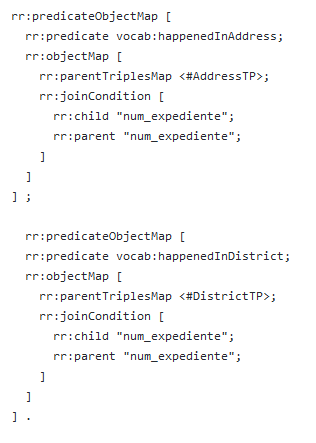 rr:predicateObjectMap [
  rr:predicate vocab:happenedInAddress;
  rr:objectMap [
    rr:parentTriplesMap <#AddressTP>;
    rr:joinCondition [
      rr:child "num_expediente";
      rr:parent "num_expediente";
    ]
  ]
] ;

  rr:predicateObjectMap [
  rr:predicate vocab:happenedInDistrict;
  rr:objectMap [
    rr:parentTriplesMap <#DistrictTP>;
    rr:joinCondition [
      rr:child "num_expediente";
      rr:parent "num_expediente";
    ]
  ]
] .